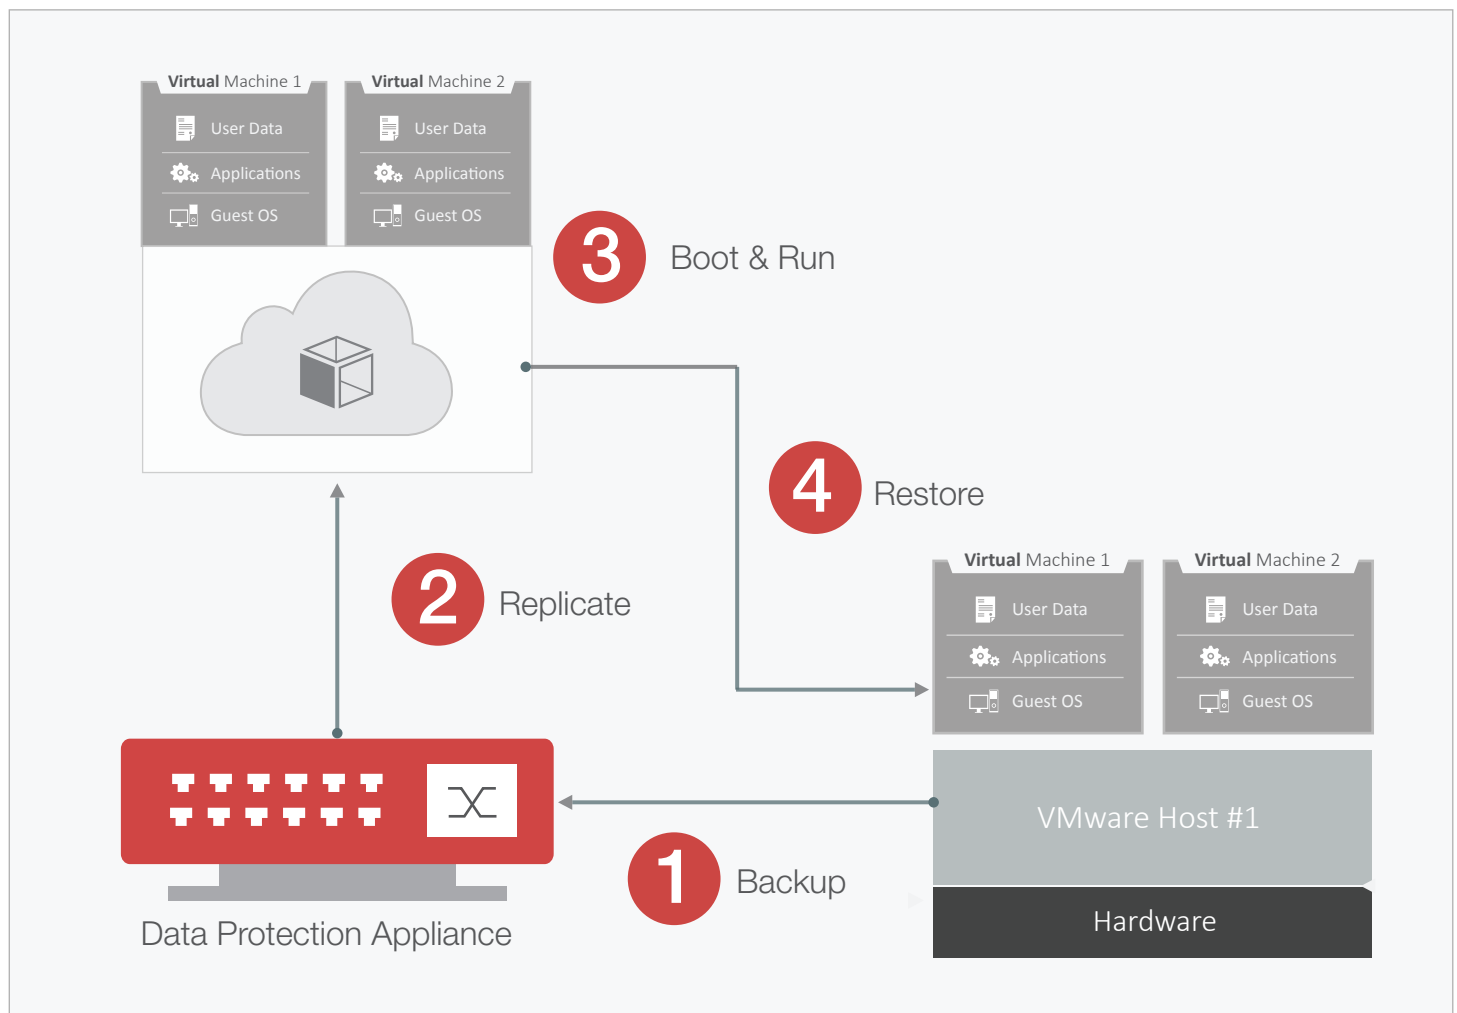 Virtual Machine 1
User Data
Applications
Guest OS
Virtual Machine 2
User Data
Applications
Guest OS
3 Boot & Run
4 Restore
2 Replicate
Virtual Machine 1
User Data
Applications
Guest OS
Virtual Machine 2
User Data
Applications
Guest OS
VMware Host #1
Hardware
1 Backup
Data Protection Appliance